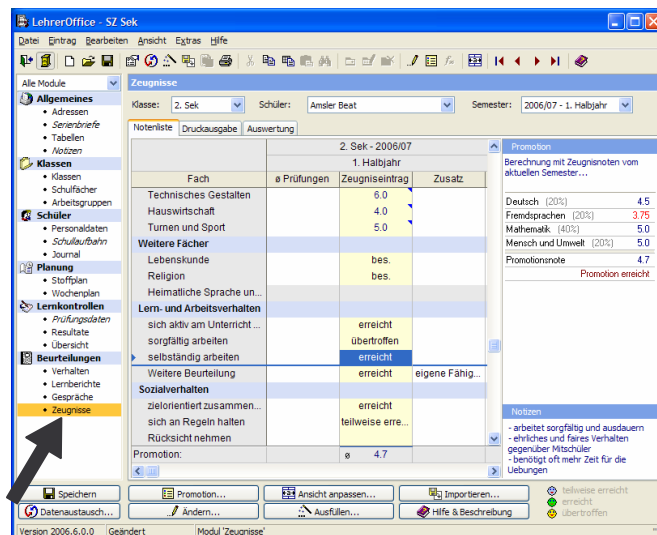 LehrerOffice - SZ Sek
Datei Eintrag Bearbeiten Ansicht Extras Hilfe
Alle Module
Allgemeines
Adressen
Serienbriefe
Tabellen
Notizen
Klassen
Klassen
Schulfächer
Arbeitsgruppen
Schüler
Personaldaten
Schullaufbahn
Journal
Planung
Stoffplan
Wochenplan
Lernkontrollen
Prüfungsdaten
Resultate
Übersicht
Beurteilungen
Verhalten
Lernberichte
Gespräche
Zeugnisse
Zeugnisse
Klasse: 2. Sek Schüler: Amsler Beat Semester: 2006/07 - 1. Halbjahr
Notenliste Druckausgabe Auswertung
2. Sek - 2006/07
1. Halbjahr
Fach ø Prüfungen Zeugniseintrag Zusatz
Technisches Gestalten 6.0
Hauswirtschaft 4.0
Turnen und Sport 5.0
Weitere Fächer
Lebenskunde bes.
Religion bes.
Heimatliche Sprache un...
Lern- und Arbeitsverhalten
sich aktiv am Unterricht ... erreicht
sorgfältig arbeiten übertroffen
selbständig arbeiten erreicht
Weitere Beurteilung erreicht eigene Fähig...
Sozialverhalten
zielorientiert zusammen... erreicht
sich an Regeln halten teilweise erre...
Rücksicht nehmen
Promotion: ø 4.7
Promotion
Berechnung mit Zeugnisnoten vom
aktuellen Semester...
Deutsch (20%) 4.5
Fremdsprachen (20%) 3.75
Mathematik (40%) 5.0
Mensch und Umwelt (20%) 5.0
Promotionsnote 4.7
Promotion erreicht
Notizen
- arbeitet sorgfältig und ausdauern
- ehrliches und faires Verhalten
gegenüber Mitschüler
- benötigt oft mehr Zeit für die
Uebungen
Speichern Promotion... Ansicht anpassen... Importieren...
Datenaustausch... Ändern... Ausfüllen... Hilfe & Beschreibung
teilweise erreicht
erreicht
übertroffen
Version 2006.6.0.0 Geändert Modul 'Zeugnisse'